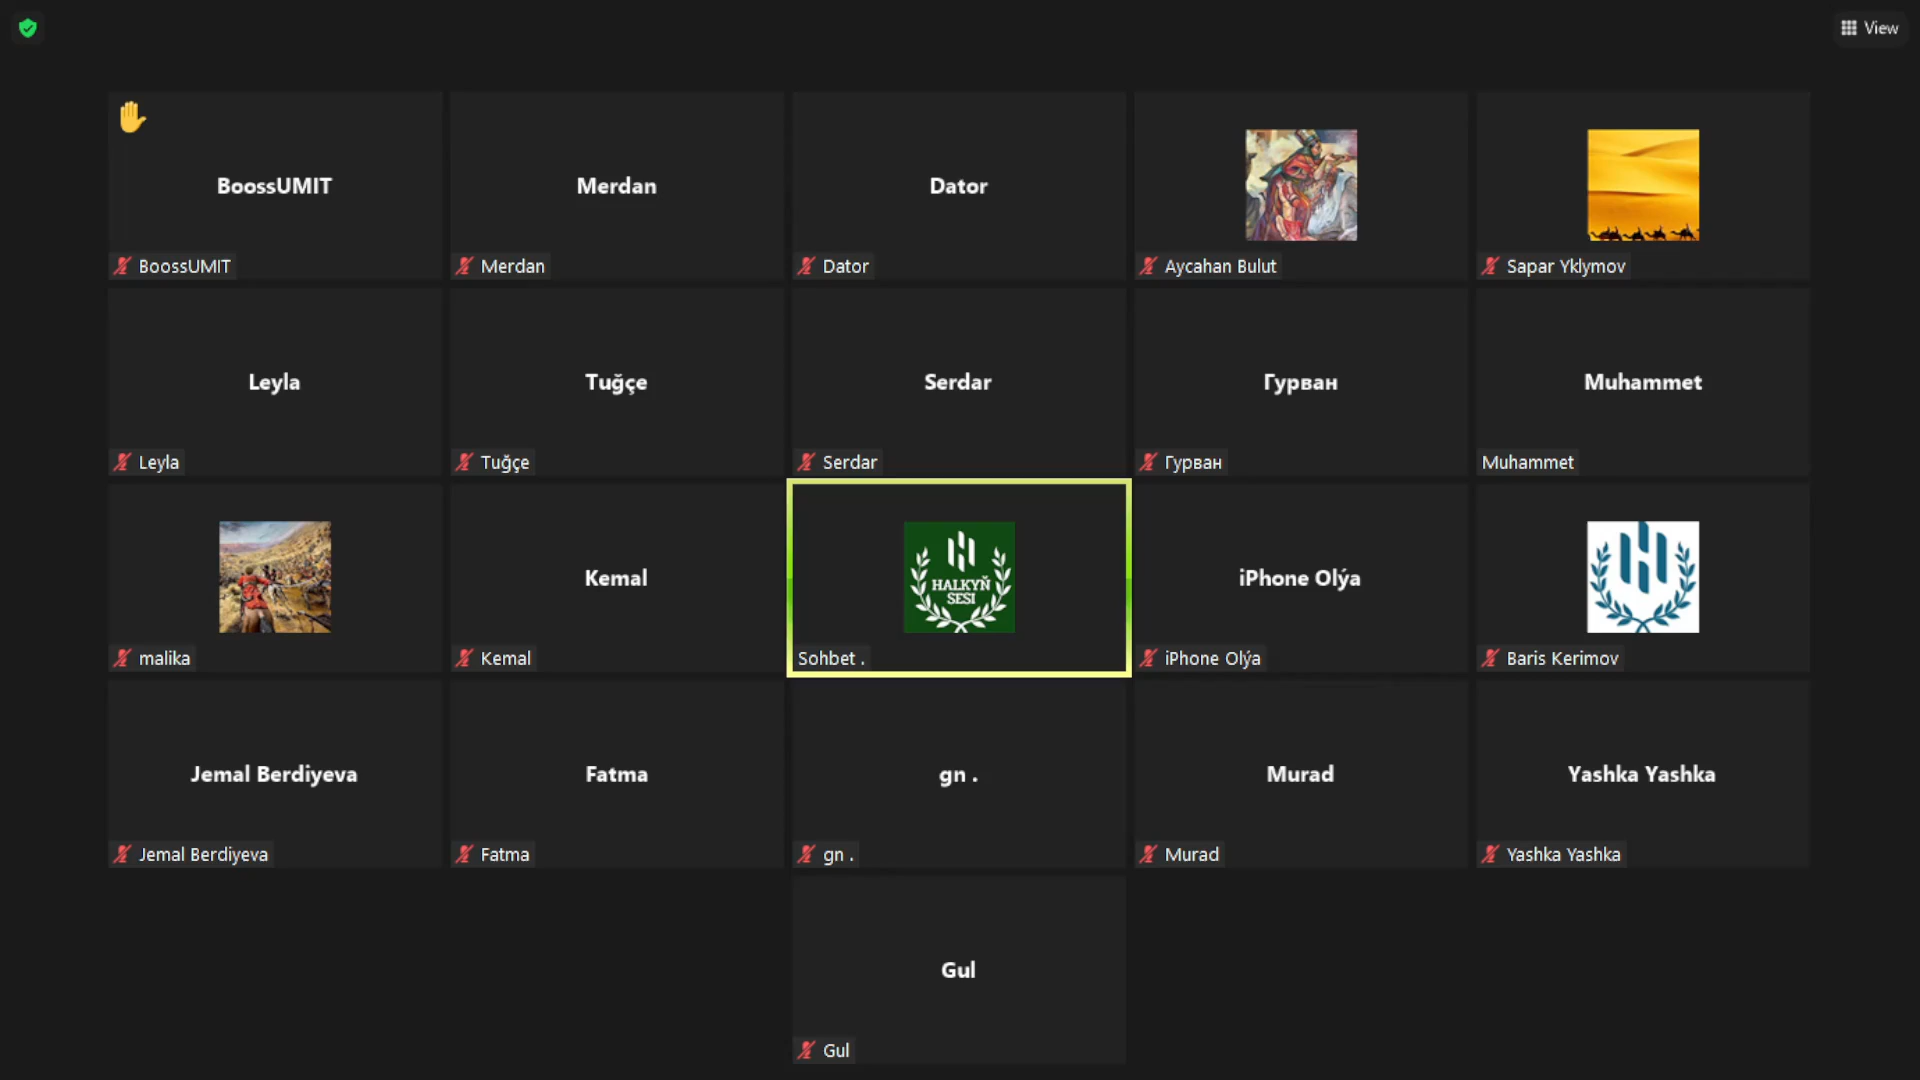 View
BoossUMIT
Merdan
Dator
BoossUMIT
Merdan
Dator
Aycahan Bulut
Sapar Yklymov
Leyla
Tuğçe
Serdar
Гурван
Muhammet
Leyla
Tuğçe
Serdar
Гурван
Muhammet
Kemal
HALKYŇ
SESI
iPhone Olýa
malika
Kemal
Sohbet .
iPhone Olýa
Baris Kerimov
Jemal Berdiyeva
Fatma
gn .
Murad
Yashka Yashka
Jemal Berdiyeva
Fatma
gn .
Murad
Yashka Yashka
Gul
Gul